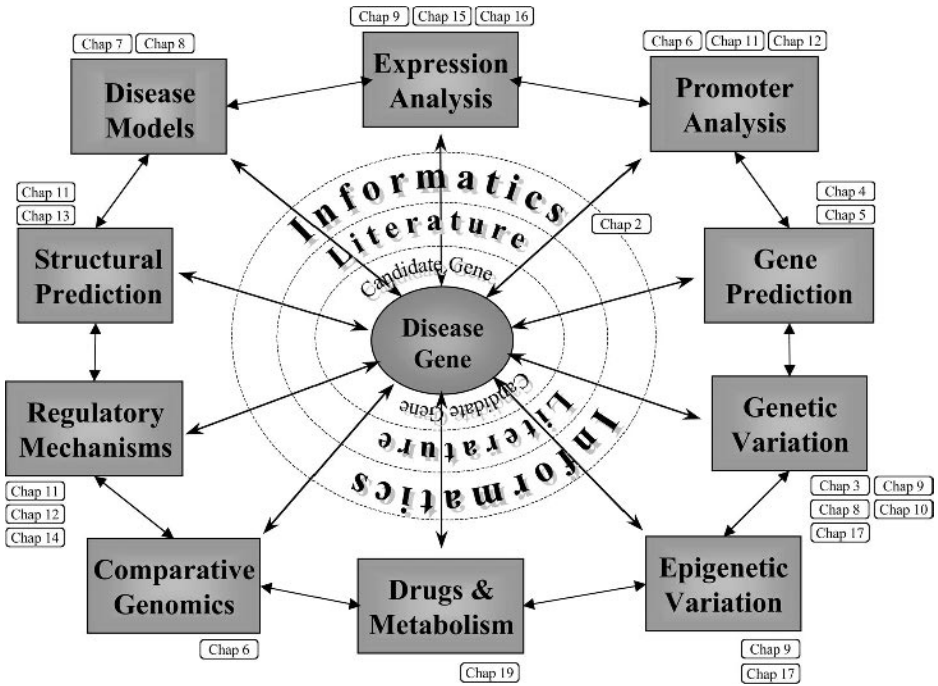 Chap 9 Chap 15 Chap 16
Chap 7 Chap 8
Chap 6 Chap 11 Chap 12
Expression
Analysis
Disease
Models
Promoter
Analysis
Chap 11
Chap 13
Chap 4
Chap 5
Informatics
Literature
Candidate Gene
Chap 2
Structural
Prediction
Gene
Prediction
Disease
Gene
Regulatory
Mechanisms
Genetic
Variation
Candidate Gene
Literature
Informatics
Chap 11
Chap 12
Chap 14
Chap 3 Chap 9
Chap 8 Chap 10
Chap 17
Comparative
Genomics
Drugs &
Metabolism
Epigenetic
Variation
Chap 6
Chap 19
Chap 9
Chap 17